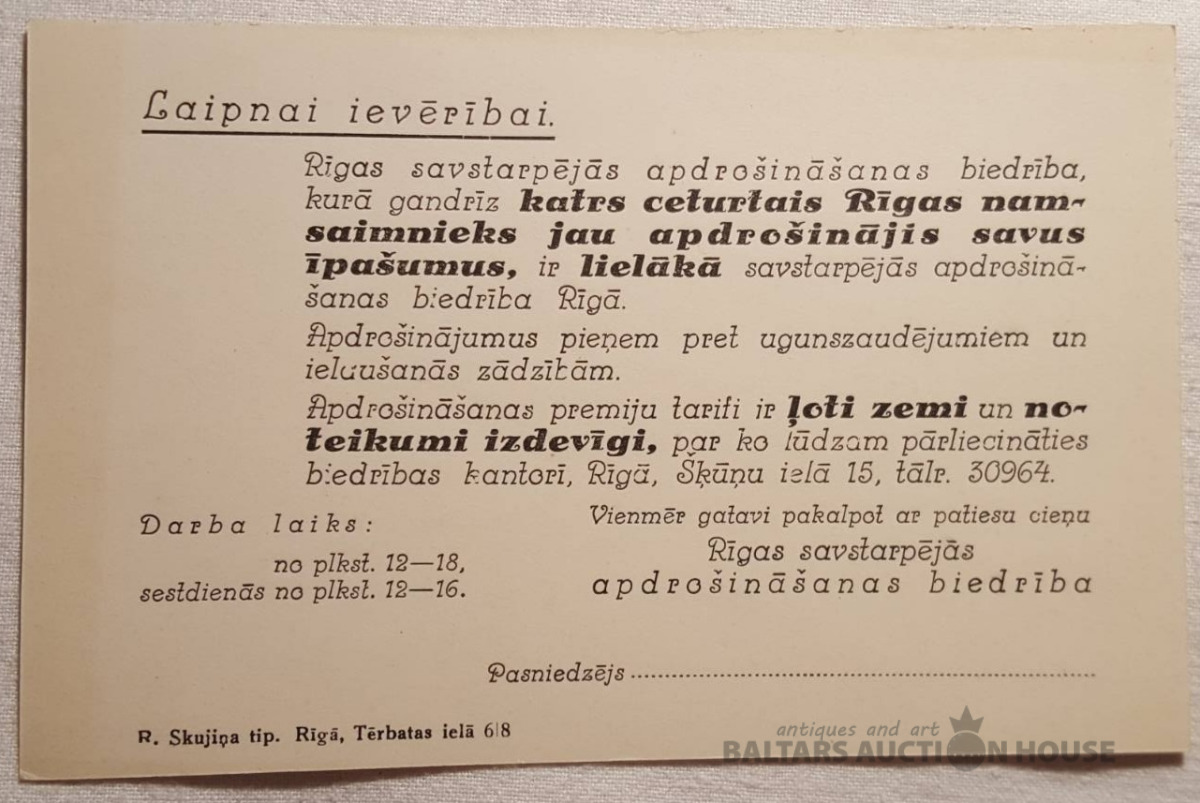 Laipnai ievērībai.
Rīgas savstarpējās apdrošināšanas biedrība,
kurā gandrīz katrs ceturtais Rīgas nam-
saimnieks jau apdrošinājis savus
īpašumus, ir lielākā savstarpējās apdrošinā-
šanas biedrība Rīgā.
Apdrošinājumus pieņem pret ugunszaudējumiem un
ielaušanās zādzībām.
Apdrošināšanas premiju tarifi ir ļoti zemi un no-
teikumi izdevīgi, par ko lūdzam pārliecināties
biedrības kantorī, Rīgā, Šķūņu ielā 15, tālr. 30964.
Darba laiks:
no plkst. 12—18,
sestdienās no plkst. 12—16.
Vienmēr gatavi pakalpot ar patiesu cieņu
Rīgas savstarpējās
apdrošināšanas biedrība
Pasniedzējs
R. Skujiņa tip. Rīgā, Tērbatas ielā 6|8
antiques and art
BALTARS AUCTION HOUSE